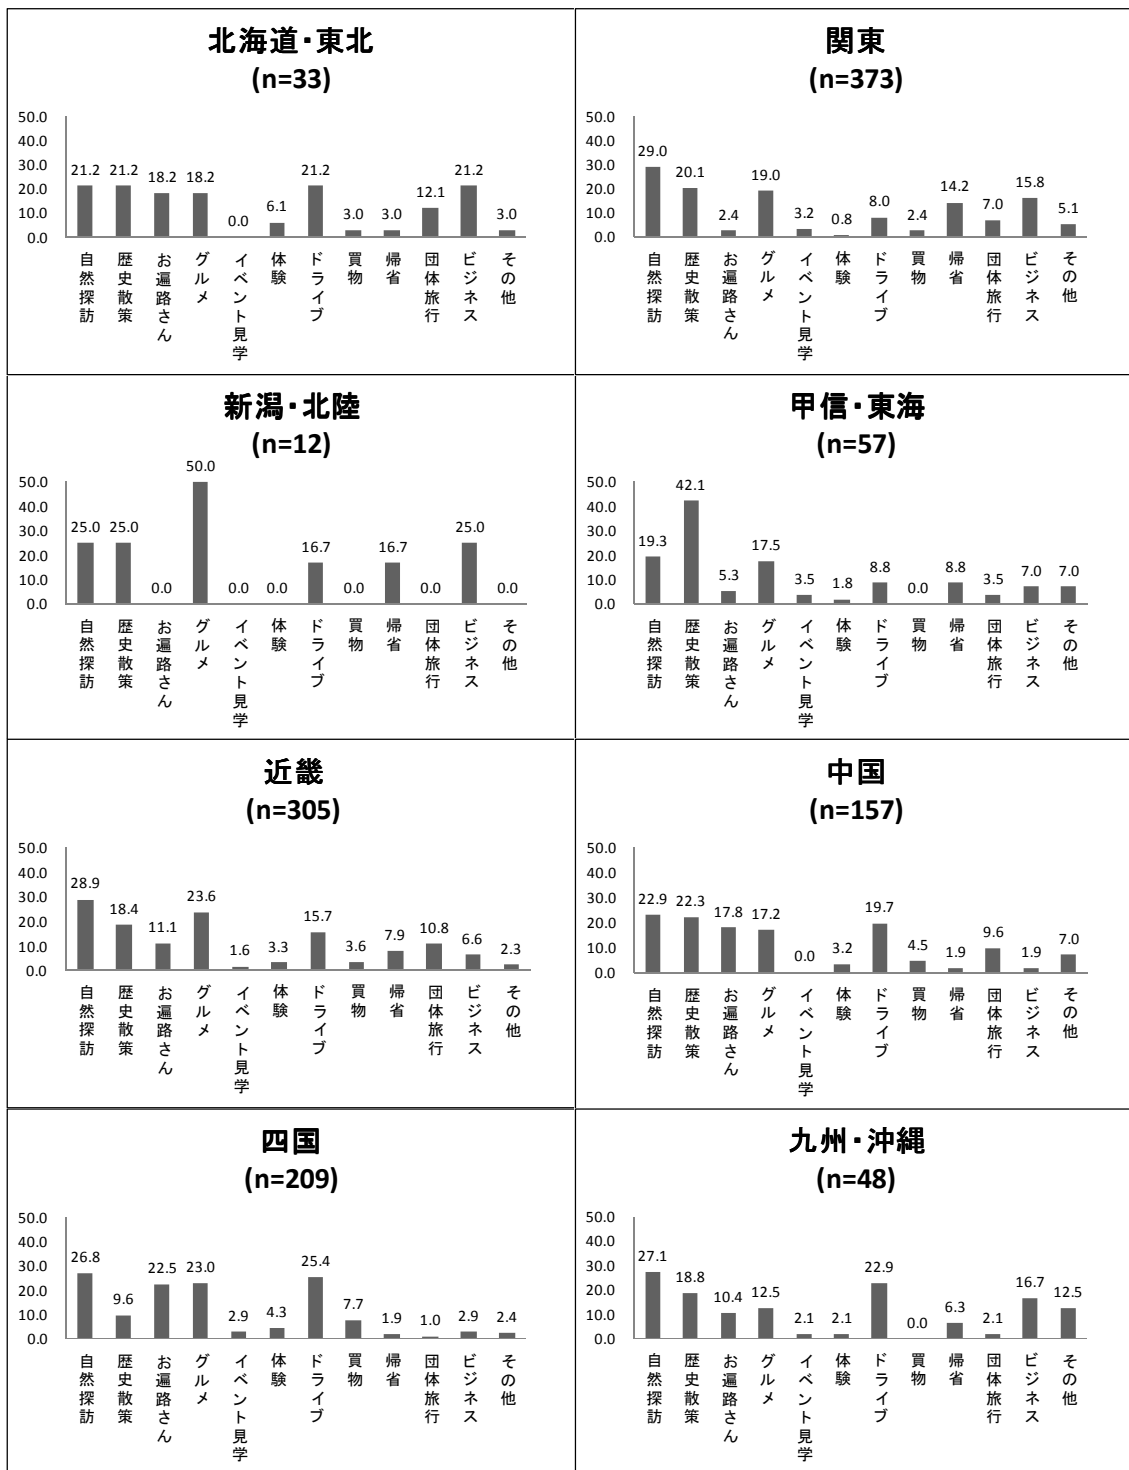 北海道・東北
(n=33)
50.0
40.0
30.0
20.0
10.0
0.0
21.2 21.2 18.2 18.2 0.0 6.1 21.2 3.0 3.0 12.1 21.2 3.0
自然探訪
歴史散策
お遍路さん
グルメ
イベント見学
体験
ドライブ
買物
帰省
団体旅行
ビジネス
その他
関東
(n=373)
50.0
40.0
30.0
20.0
10.0
0.0
29.0 20.1 2.4 19.0 3.2 0.8 8.0 2.4 14.2 7.0 15.8 5.1
自然探訪
歴史散策
お遍路さん
グルメ
イベント見学
体験
ドライブ
買物
帰省
団体旅行
ビジネス
その他
新潟・北陸
(n=12)
50.0
40.0
30.0
20.0
10.0
0.0
25.0 25.0 0.0 50.0 0.0 0.0 16.7 0.0 16.7 0.0 25.0 0.0
自然探訪
歴史散策
お遍路さん
グルメ
イベント見学
体験
ドライブ
買物
帰省
団体旅行
ビジネス
その他
甲信・東海
(n=57)
50.0
40.0
30.0
20.0
10.0
0.0
19.3 42.1 5.3 17.5 3.5 1.8 8.8 0.0 8.8 3.5 7.0 7.0
自然探訪
歴史散策
お遍路さん
グルメ
イベント見学
体験
ドライブ
買物
帰省
団体旅行
ビジネス
その他
近畿
(n=305)
50.0
40.0
30.0
20.0
10.0
0.0
28.9 18.4 11.1 23.6 1.6 3.3 15.7 3.6 7.9 10.8 6.6 2.3
自然探訪
歴史散策
お遍路さん
グルメ
イベント見学
体験
ドライブ
買物
帰省
団体旅行
ビジネス
その他
中国
(n=157)
50.0
40.0
30.0
20.0
10.0
0.0
22.9 22.3 17.8 17.2 0.0 3.2 19.7 4.5 1.9 9.6 1.9 7.0
自然探訪
歴史散策
お遍路さん
グルメ
イベント見学
体験
ドライブ
買物
帰省
団体旅行
ビジネス
その他
四国
(n=209)
50.0
40.0
30.0
20.0
10.0
0.0
26.8 9.6 22.5 23.0 2.9 4.3 25.4 7.7 1.9 1.0 2.9 2.4
自然探訪
歴史散策
お遍路さん
グルメ
イベント見学
体験
ドライブ
買物
帰省
団体旅行
ビジネス
その他
九州・沖縄
(n=48)
50.0
40.0
30.0
20.0
10.0
0.0
27.1 18.8 10.4 12.5 2.1 2.1 22.9 0.0 6.3 2.1 16.7 12.5
自然探訪
歴史散策
お遍路さん
グルメ
イベント見学
体験
ドライブ
買物
帰省
団体旅行
ビジネス
その他